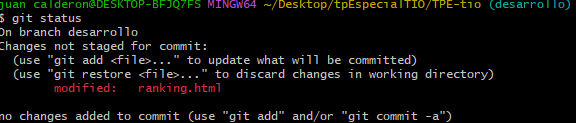 juan calderon@DESKTOP-BFJQ7FS MINGW64 ~/Desktop/tpEspecialTIO/TPE-tio (desarrollo)
$ git status
On branch desarrollo
Changes not staged for commit:
  (use "git add <file>..." to update what will be committed)
  (use "git restore <file>..." to discard changes in working directory)
        modified:   ranking.html

no changes added to commit (use "git add" and/or "git commit -a")